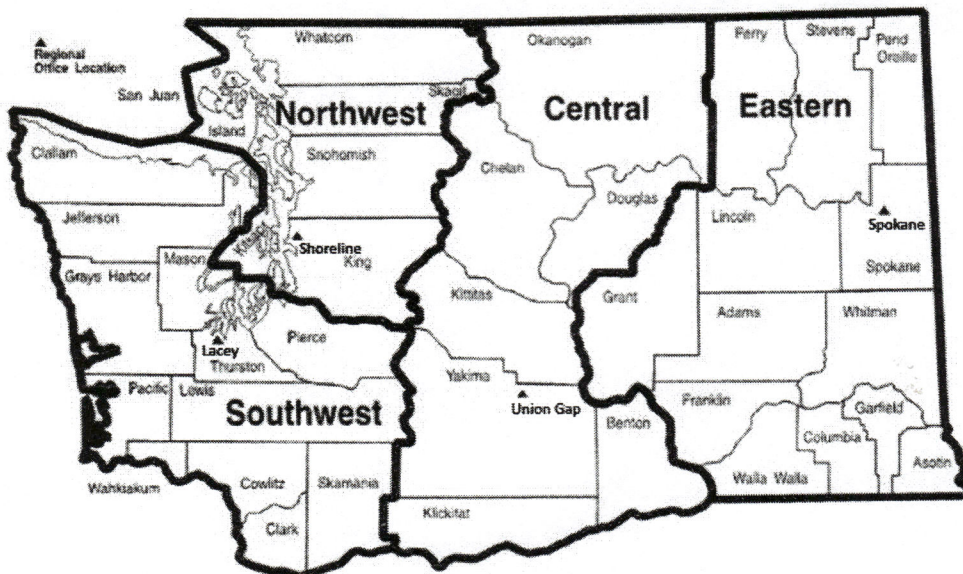 Regional
Office Location
San Juan
Whatcom
Skagit
Northwest
Island
Snohomish
Kitsap
Shoreline
King
Okanogan
Central
Chelan
Douglas
Kittitas
Yakima
Union Gap
Benton
Klickitat
Ferry
Stevens
Pend
Oreille
Eastern
Lincoln
Spokane
Spokane
Grant
Adams
Whitman
Franklin
Garfield
Columbia
Walla Walla
Asotin
Clallam
Jefferson
Mason
Grays Harbor
Lacey
Thurston
Pierce
Pacific
Lewis
Southwest
Wahkiakum
Cowlitz
Skamania
Clark